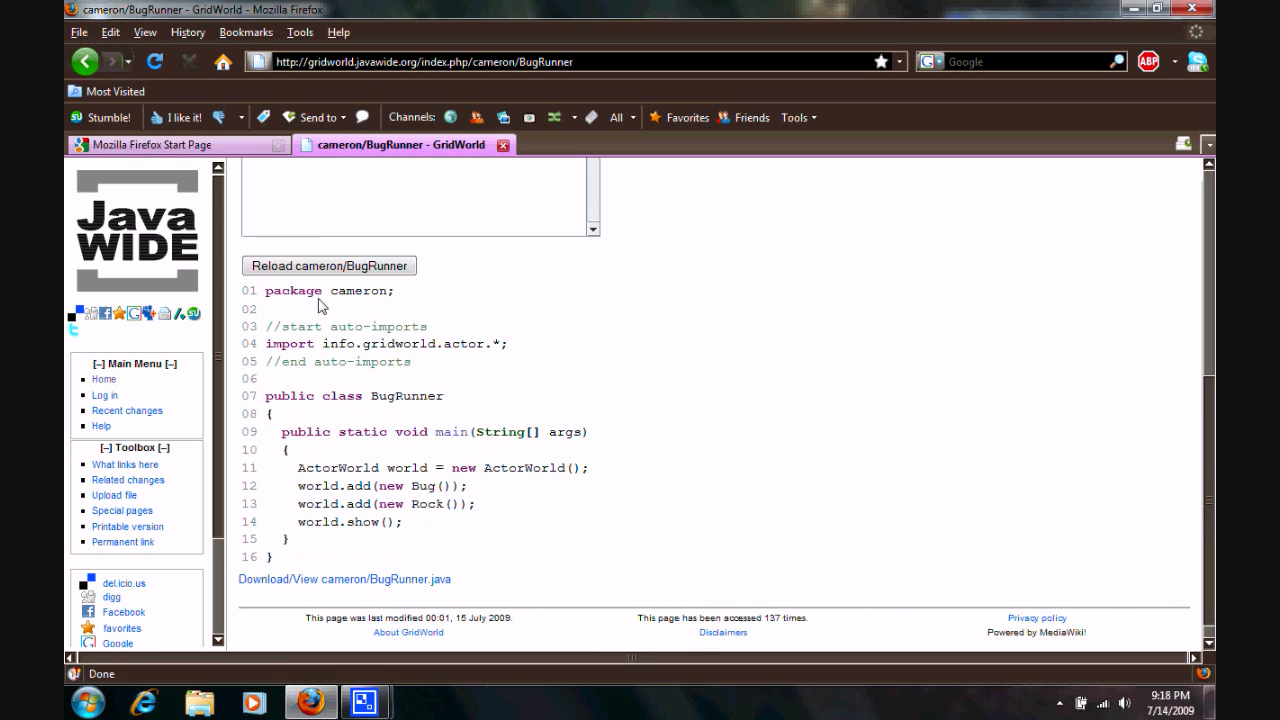 cameron/BugRunner - GridWorld - Mozilla Firefox
File Edit View History Bookmarks Tools Help
http://gridworld.javawide.org/index.php/cameron/BugRunner
Google
ABP
Most Visited
Stumble! I like it! Send to Channels: All Favorites Friends Tools
Mozilla Firefox Start Page
cameron/BugRunner - GridWorld
Java
WIDE
[–] Main Menu [–]
Home
Log in
Recent changes
Help
[–] Toolbox [–]
What links here
Related changes
Upload file
Special pages
Printable version
Permanent link
del.icio.us
digg
Facebook
favorites
Google
Reload cameron/BugRunner
01 package cameron;
02
03 //start auto-imports
04 import info.gridworld.actor.*;
05 //end auto-imports
06
07 public class BugRunner
08 {
09 public static void main(String[] args)
10 {
11 ActorWorld world = new ActorWorld();
12 world.add(new Bug());
13 world.add(new Rock());
14 world.show();
15 }
16 }
Download/View cameron/BugRunner.java
This page was last modified 00:01, 15 July 2009.
This page has been accessed 137 times.
Privacy policy
About GridWorld
Disclaimers
Powered by MediaWiki!
Done
9:18 PM
7/14/2009